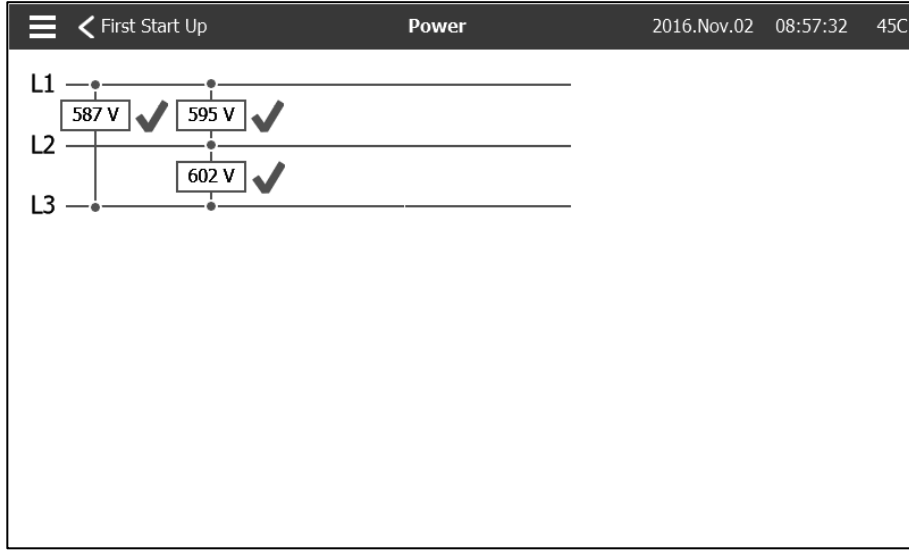 First Start Up Power 2016.Nov.02 08:57:32 45C
L1
587 V 595 V
L2
602 V
L3